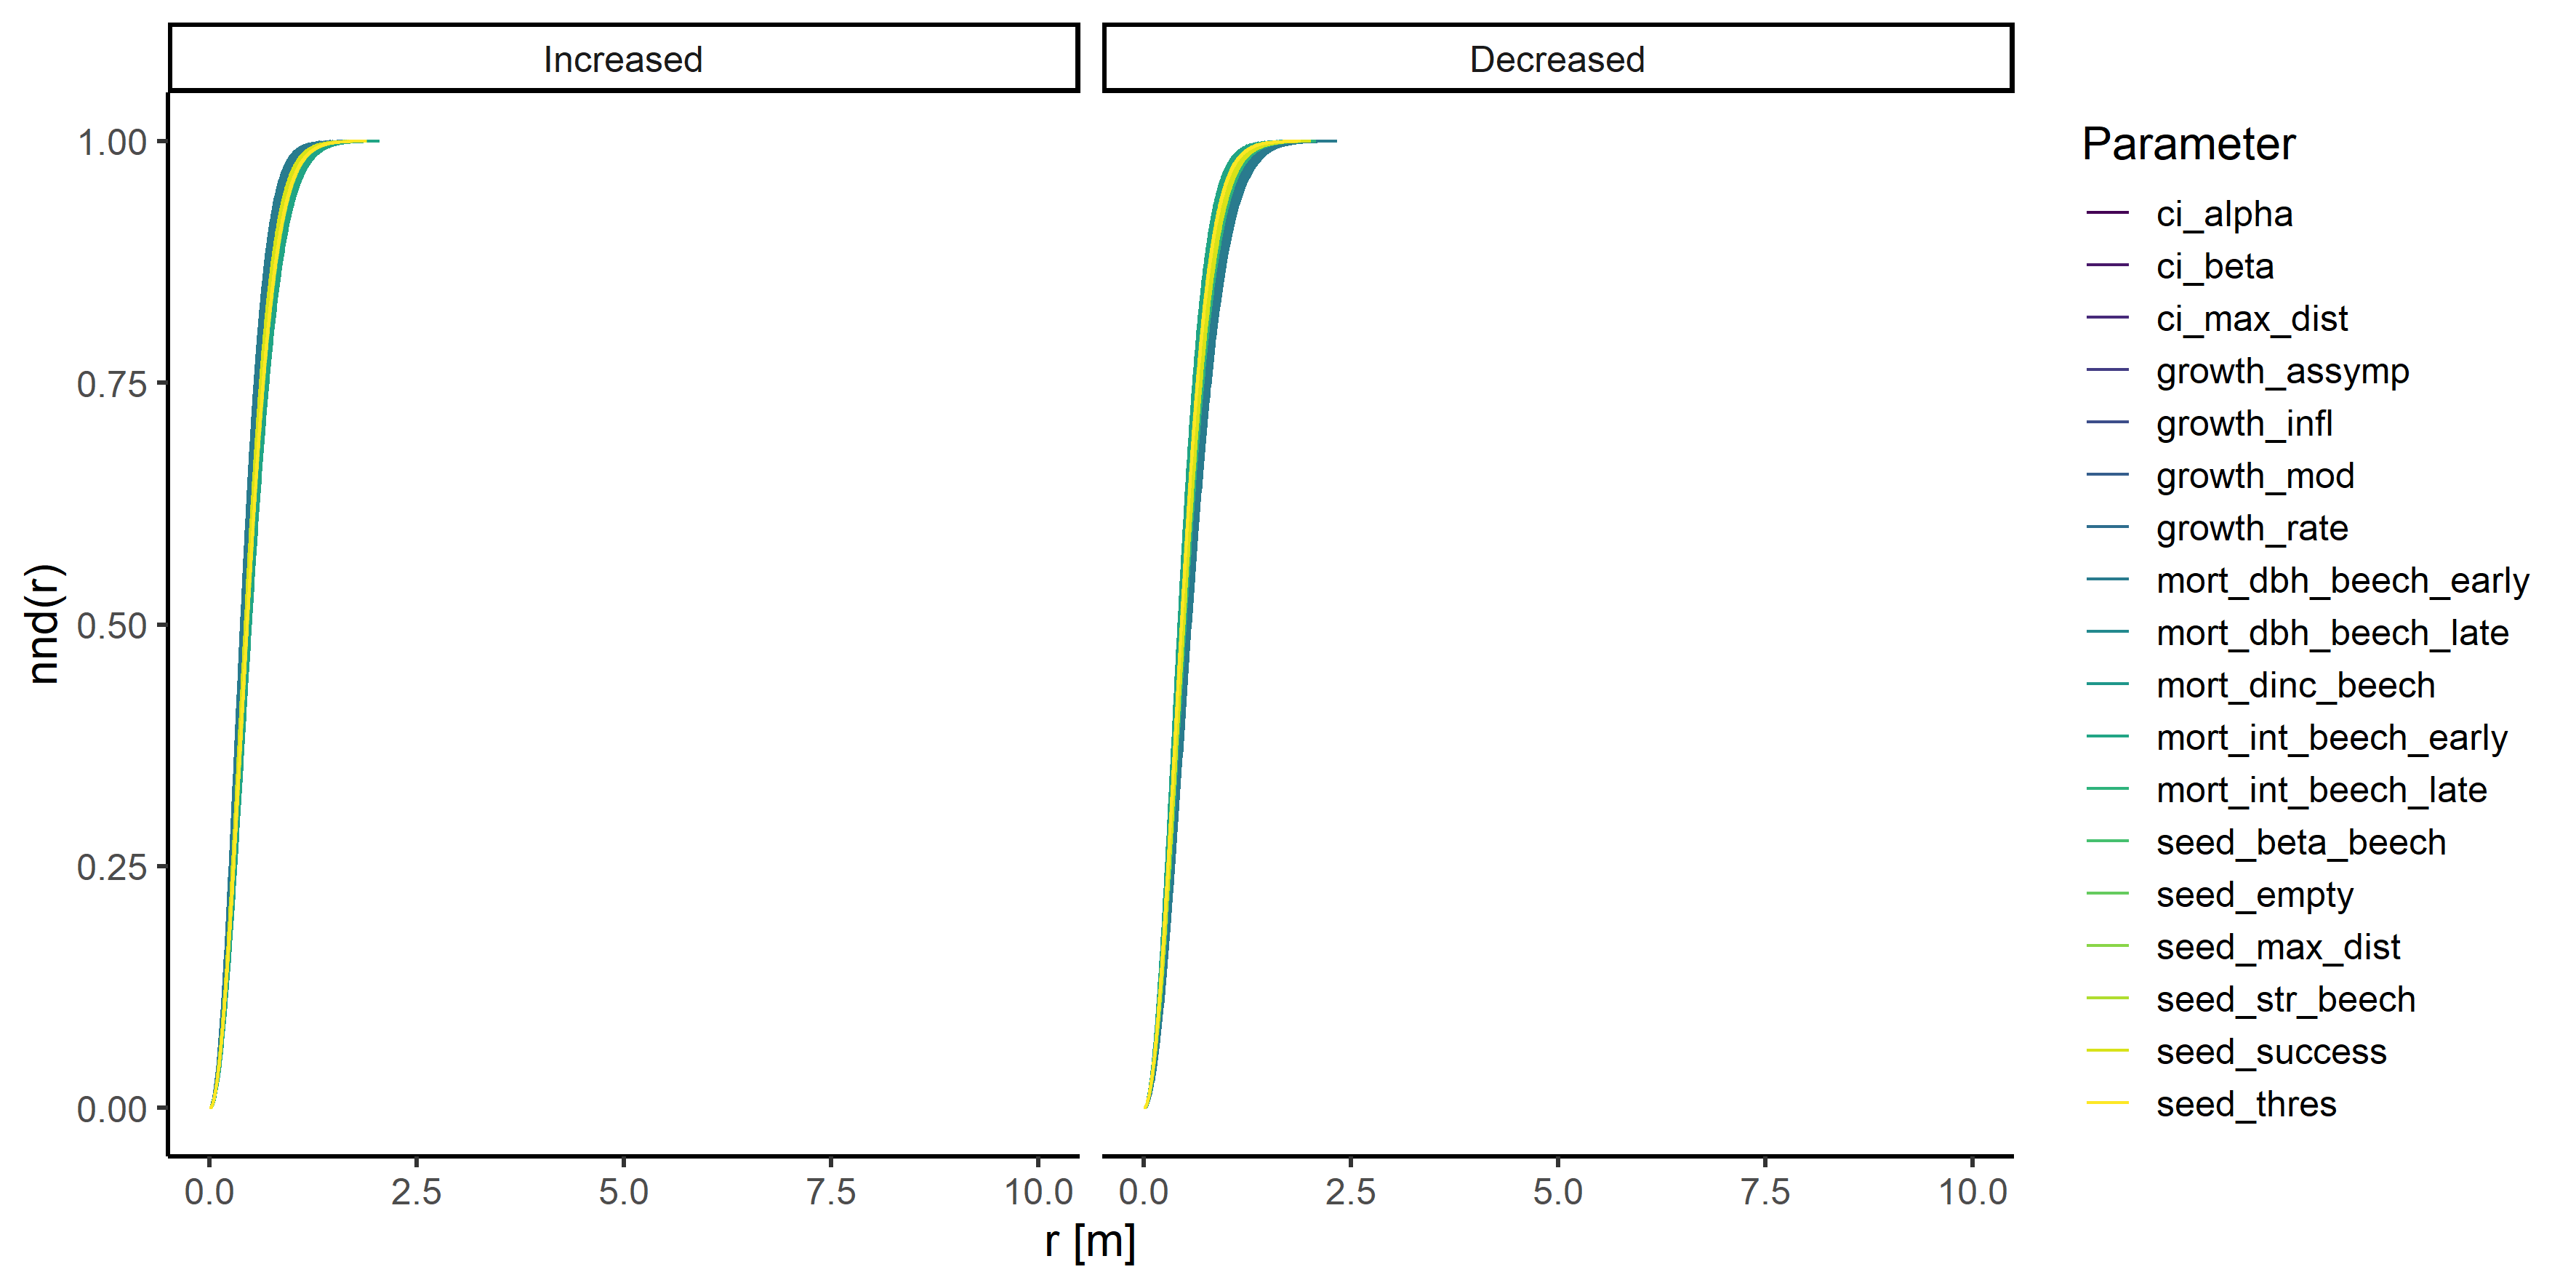 Increased
Decreased
1.00
0.75
0.50
0.25
0.00
nnd(r)
0.0 2.5 5.0 7.5 10.0
0.0 2.5 5.0 7.5 10.0
r [m]
Parameter
ci_alpha
ci_beta
ci_max_dist
growth_assymp
growth_infl
growth_mod
growth_rate
mort_dbh_beech_early
mort_dbh_beech_late
mort_dinc_beech
mort_int_beech_early
mort_int_beech_late
seed_beta_beech
seed_empty
seed_max_dist
seed_str_beech
seed_success
seed_thres